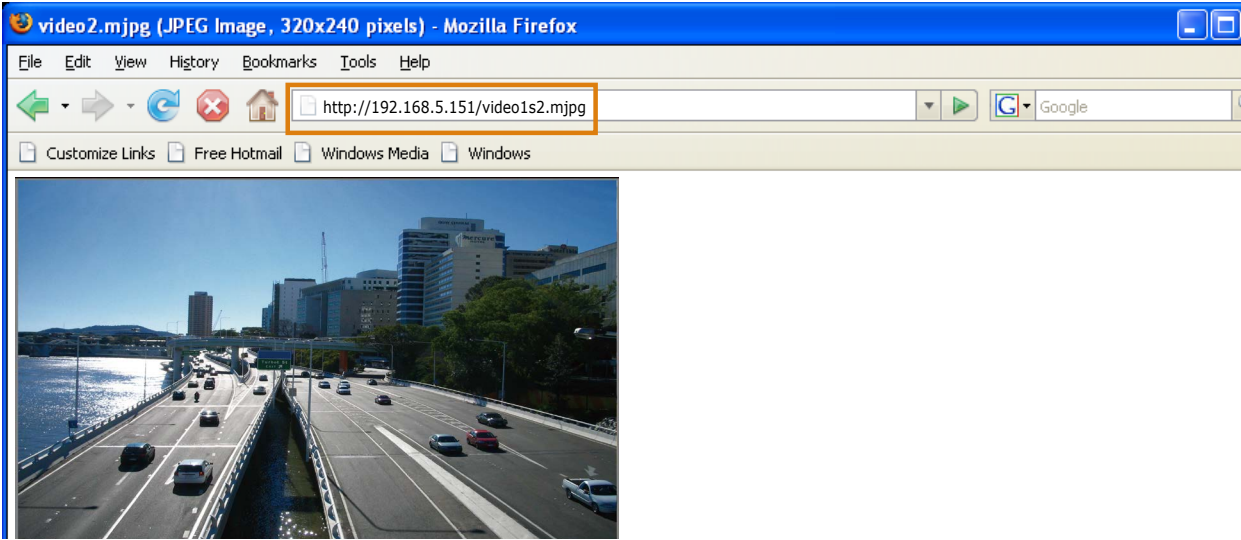 video2.mjpg (JPEG Image, 320x240 pixels) - Mozilla Firefox
File Edit View History Bookmarks Tools Help
http://192.168.5.151/video1s2.mjpg
G Google
Customize Links Free Hotmail Windows Media Windows
Mercure